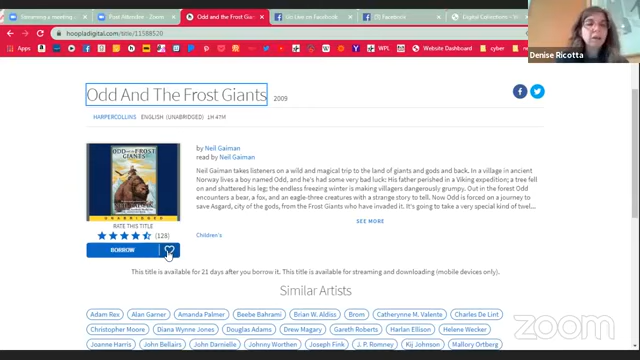 Streaming a meeting
Post Attendee - Zoom
Odd and the Frost Gia
Go Live on Facebook
Facebook
Digital Collections
hoopladigital.com/title/11588520
WPL
Website Dashboard
cyber
reno
Denise Ricotta
Odd And The Frost Giants
2009
HARPERCOLLINS ENGLISH (UNABRIDGED) 1H 47M
ODD AND THE FROST GIANTS
UNABRIDGED
RATE THIS TITLE
(128)
BORROW
by Neil Gaiman
read by Neil Gaiman
Neil Gaiman takes listeners on a wild and magical trip to the land of giants and gods and back. In a village in ancient
Norway lives a boy named Odd, and he's had some very bad luck: His father perished in a Viking expedition; a tree fell
on and shattered his leg; the endless freezing winter is making villagers dangerously grumpy. Out in the forest Odd
encounters a bear, a fox, and an eagle-three creatures with a strange story to tell. Now Odd is forced on a journey to
save Asgard, city of the gods, from the Frost Giants who have invaded it. It's going to take a very special kind of twel...
SEE MORE
Children's
This title is available for 21 days after you borrow it. This title is available for streaming and downloading (mobile devices only).
Similar Artists
Adam Rex Alan Garner Amanda Palmer Beebe Bahrami Brian W. Aldiss Brom Catherynne M. Valente Charles De Lint
Christopher Moore Diana Wynne Jones Douglas Adams Drew Magary Gareth Roberts Harlan Ellison Helene Wecker
Joanne Harris John Bellairs John Darnielle Johnny Worthen Joseph Fink J. P. Romney Kij Johnson Mallory Ortberg
zoom